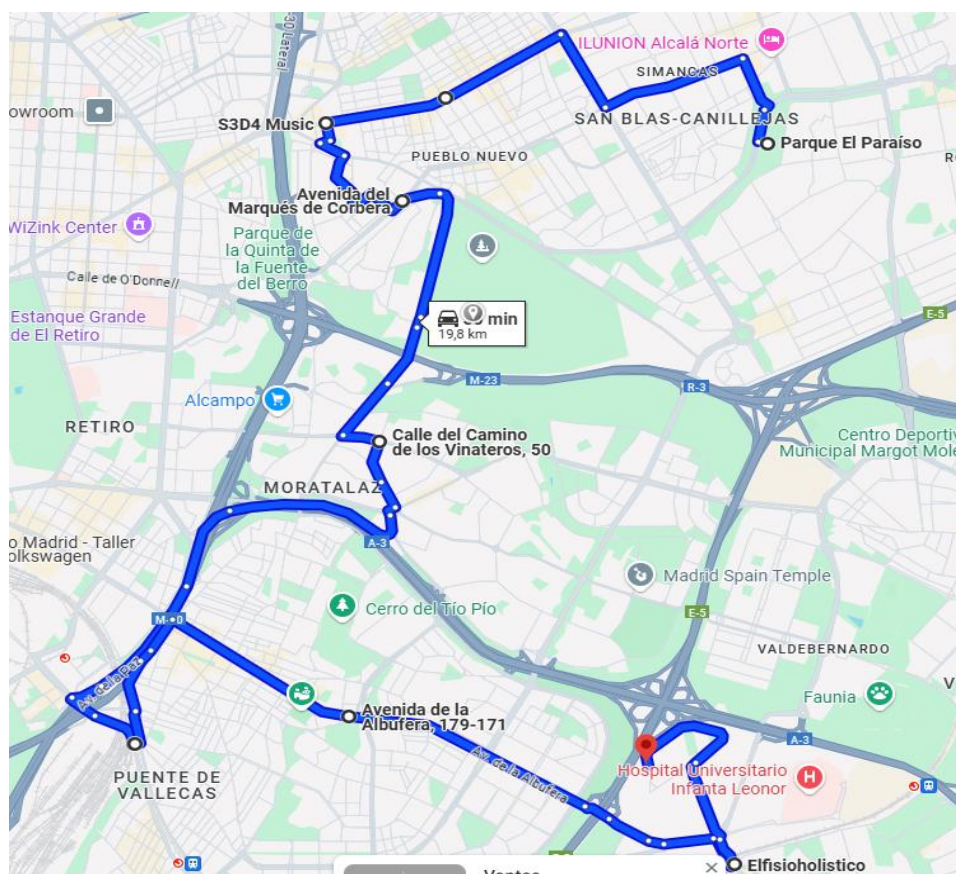 30 Lateral
ILUNION Alcalá Norte
SIMANCAS
owroom
S3D4 Music
SAN BLAS-CANILLEJAS
Parque El Paraíso
PUEBLO NUEVO
Avenida del
Marqués de Corbera
WiZink Center
Parque de
la Quinta de
la Fuente
del Berro
Calle de O'Donnell
Estanque Grande
de El Retiro
min
19,8 km
E-5
M-23
R-3
Alcampo
RETIRO
Calle del Camino
de los Vinateros, 50
Centro Deportiv
Municipal Margot Mole
MORATALAZ
o Madrid - Taller
olkswagen
A-3
Madrid Spain Temple
Cerro del Tío Pío
E-5
VALDEBERNARDO
Av. de la Paz
Faunia
V
Avenida de la
Albufera, 179-171
A-3
Av. de la Albufera
PUENTE DE
VALLECAS
Hospital Universitario
Infanta Leonor
H
Elfisioholistico